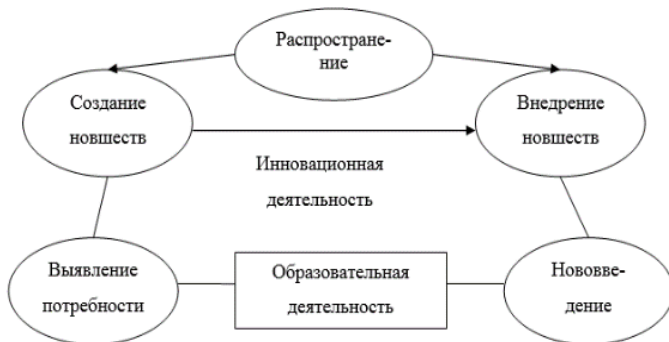 Распростране-
ние
Создание
новшеств
Внедрение
новшеств
Инновационная
деятельность
Выявление
потребности
Образовательная
деятельность
Нововве-
дение